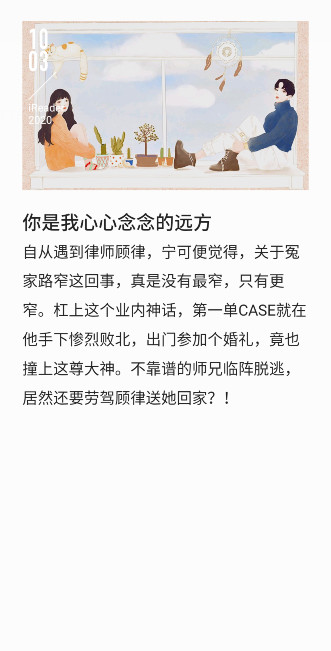 10
03
iReader
2020
你是我心心念念的远方
自从遇到律师顾律，宁可便觉得，关于冤
家路窄这回事，真是没有最窄，只有更
窄。杠上这个业内神话，第一单CASE就在
他手下惨烈败北，出门参加个婚礼，竟也
撞上这尊大神。不靠谱的师兄临阵脱逃，
居然还要劳驾顾律送她回家？！